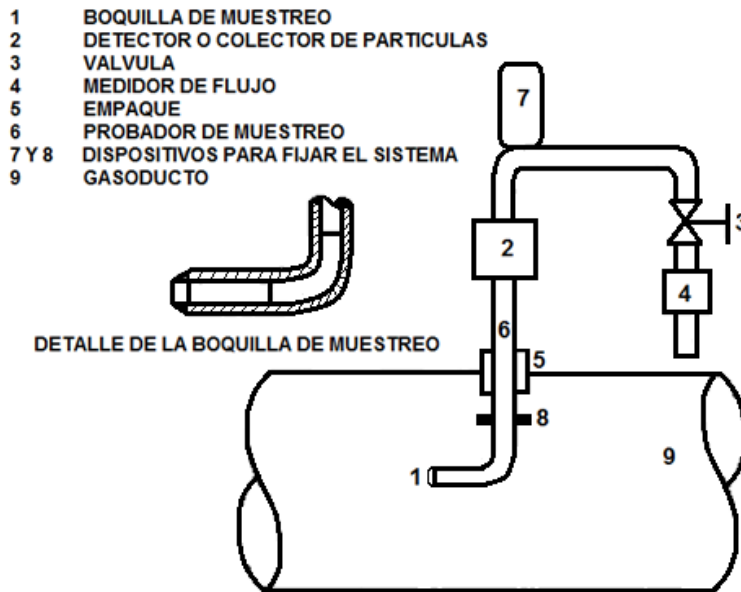 1 BOQUILLA DE MUESTREO
2 DETECTOR O COLECTOR DE PARTICULAS
3 VALVULA
4 MEDIDOR DE FLUJO
5 EMPAQUE
6 PROBADOR DE MUESTREO
7 Y 8 DISPOSITIVOS PARA FIJAR EL SISTEMA
9 GASODUCTO
DETALLE DE LA BOQUILLA DE MUESTREO
7
3
2
4
6
5
8
1
9